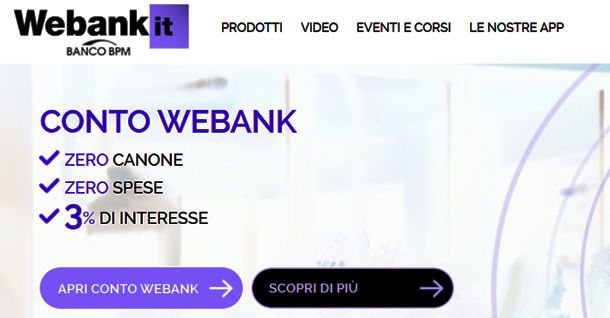 Webank it
BANCO BPM
PRODOTTI VIDEO EVENTI E CORSI LE NOSTRE APP
CONTO WEBANK
ZERO CANONE
ZERO SPESE
3% DI INTERESSE
APRI CONTO WEBANK SCOPRI DI PIÙ